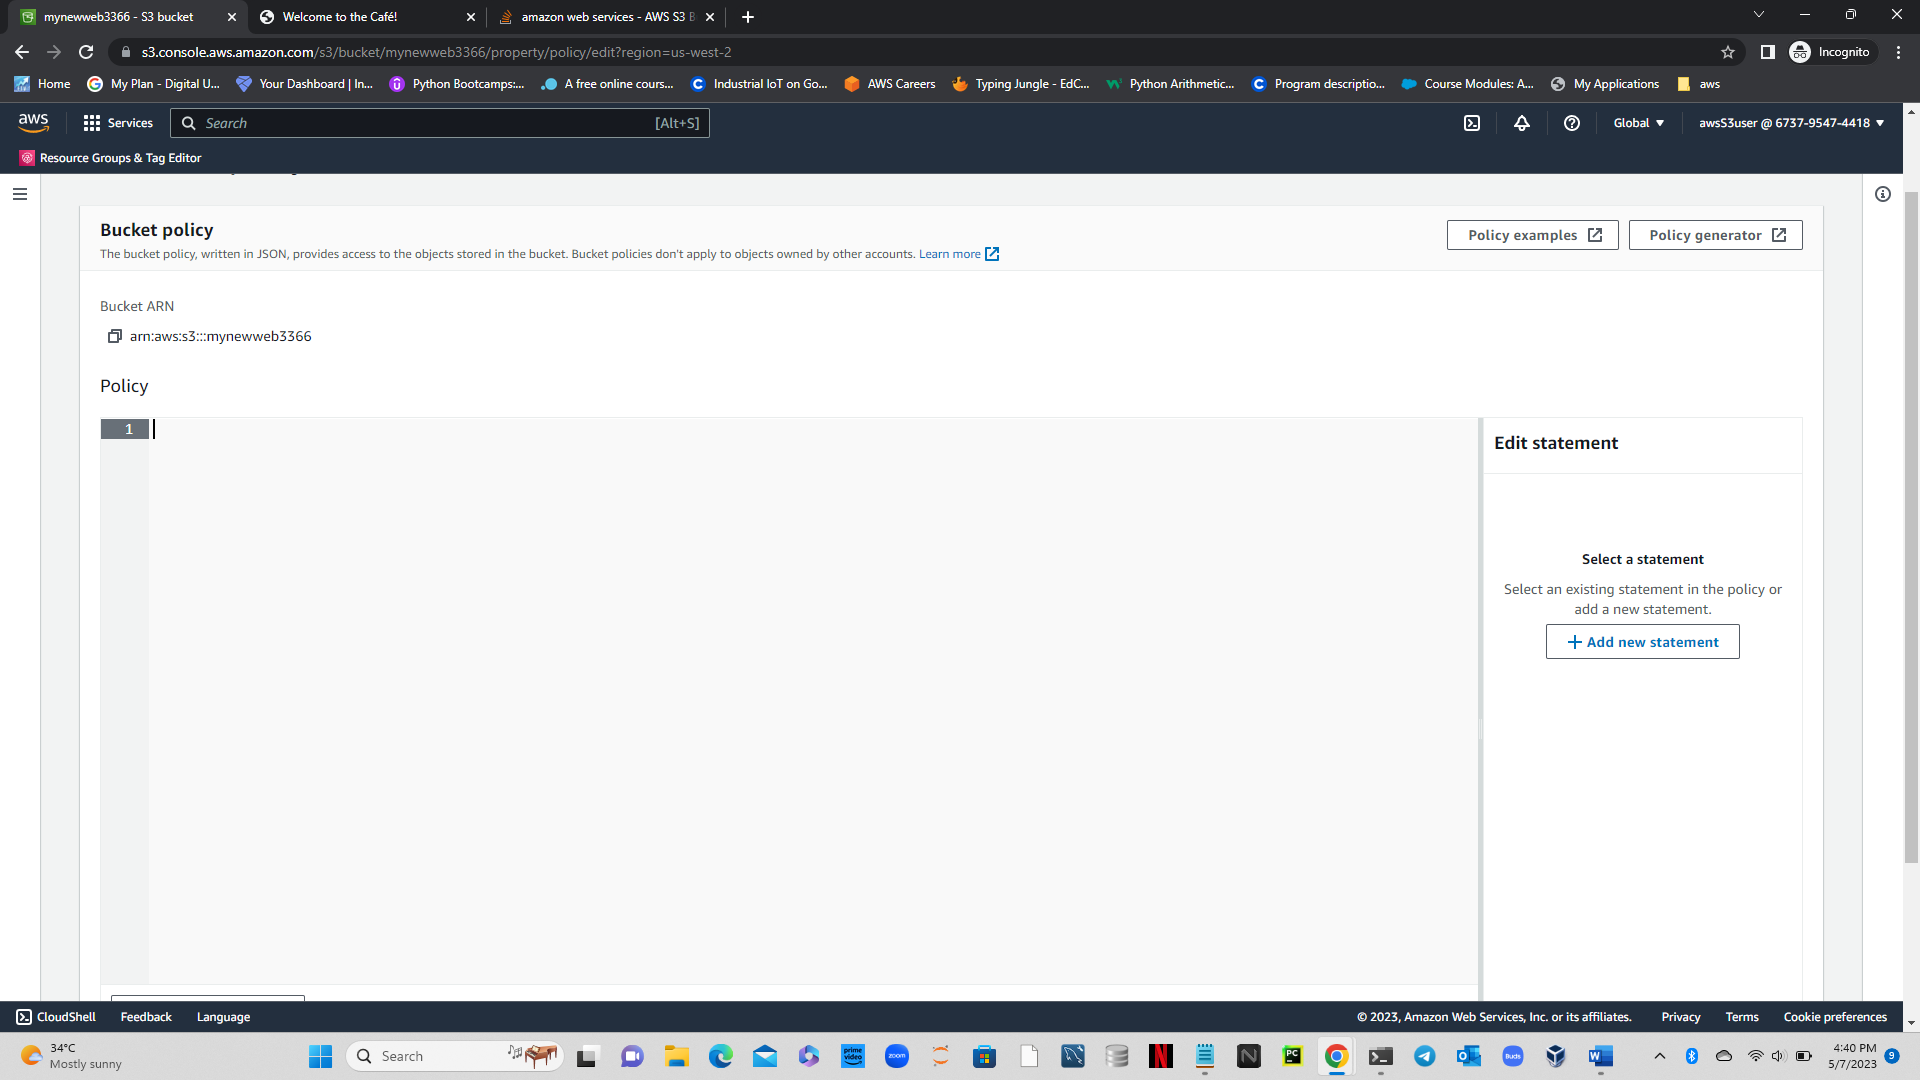 mynewweb3366 - S3 bucket
Welcome to the Café!
amazon web services - AWS S3 B
s3.console.aws.amazon.com/s3/bucket/mynewweb3366/property/policy/edit?region=us-west-2
Incognito
Home
My Plan - Digital U...
Your Dashboard | In...
Python Bootcamps:...
A free online cours...
Industrial IoT on Go...
AWS Careers
Typing Jungle - EdC...
Python Arithmetic...
Program descriptio...
Course Modules: A...
My Applications
aws
aws
Services
Search
[Alt+S]
Global
awsS3user @ 6737-9547-4418
Resource Groups & Tag Editor
Bucket policy
The bucket policy, written in JSON, provides access to the objects stored in the bucket. Bucket policies don't apply to objects owned by other accounts. Learn more
Policy examples
Policy generator
Bucket ARN
arn:aws:s3:::mynewweb3366
Policy
1
Edit statement
Select a statement
Select an existing statement in the policy or
add a new statement.
Add new statement
CloudShell
Feedback
Language
© 2023, Amazon Web Services, Inc. or its affiliates.
Privacy
Terms
Cookie preferences
34°C
Mostly sunny
Search
prime video
zoom
PC
Buds
4:40 PM
5/7/2023
9